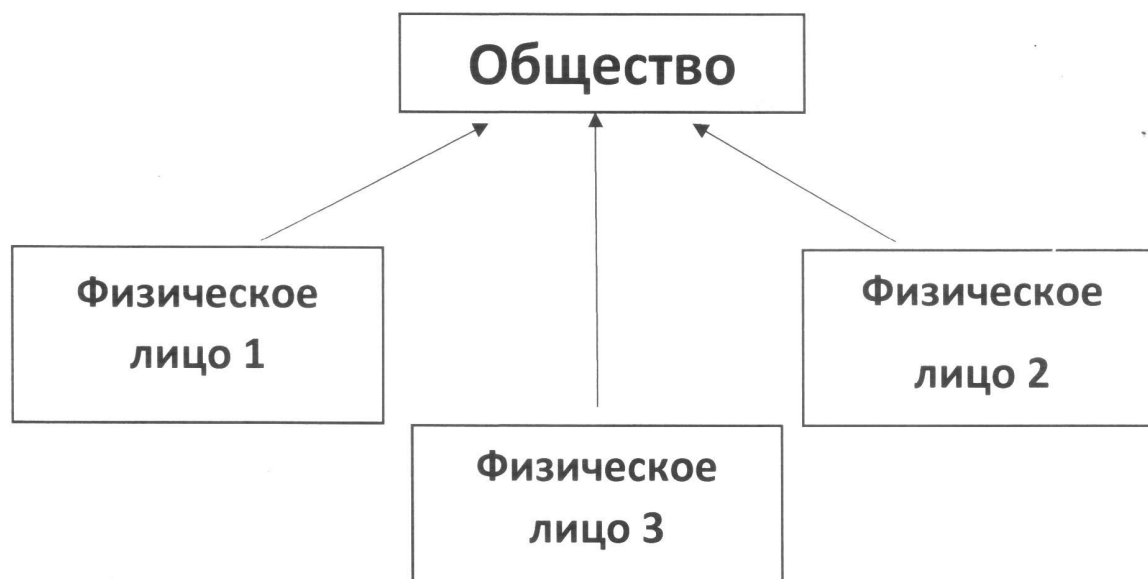 Общество
Физическое
лицо 1
Физическое
лицо 2
Физическое
лицо 3